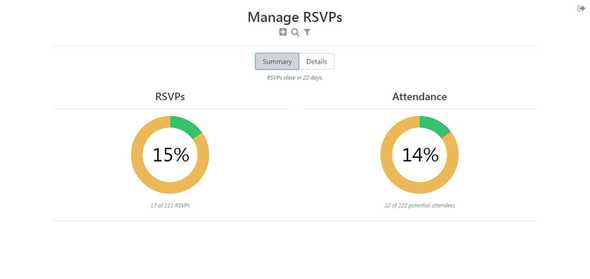 Manage RSVPs
Summary Details
RSVPs close in 22 days.
RSVPs Attendance
15% 14%
17 of 111 RSVPs 32 of 222 potential attendees